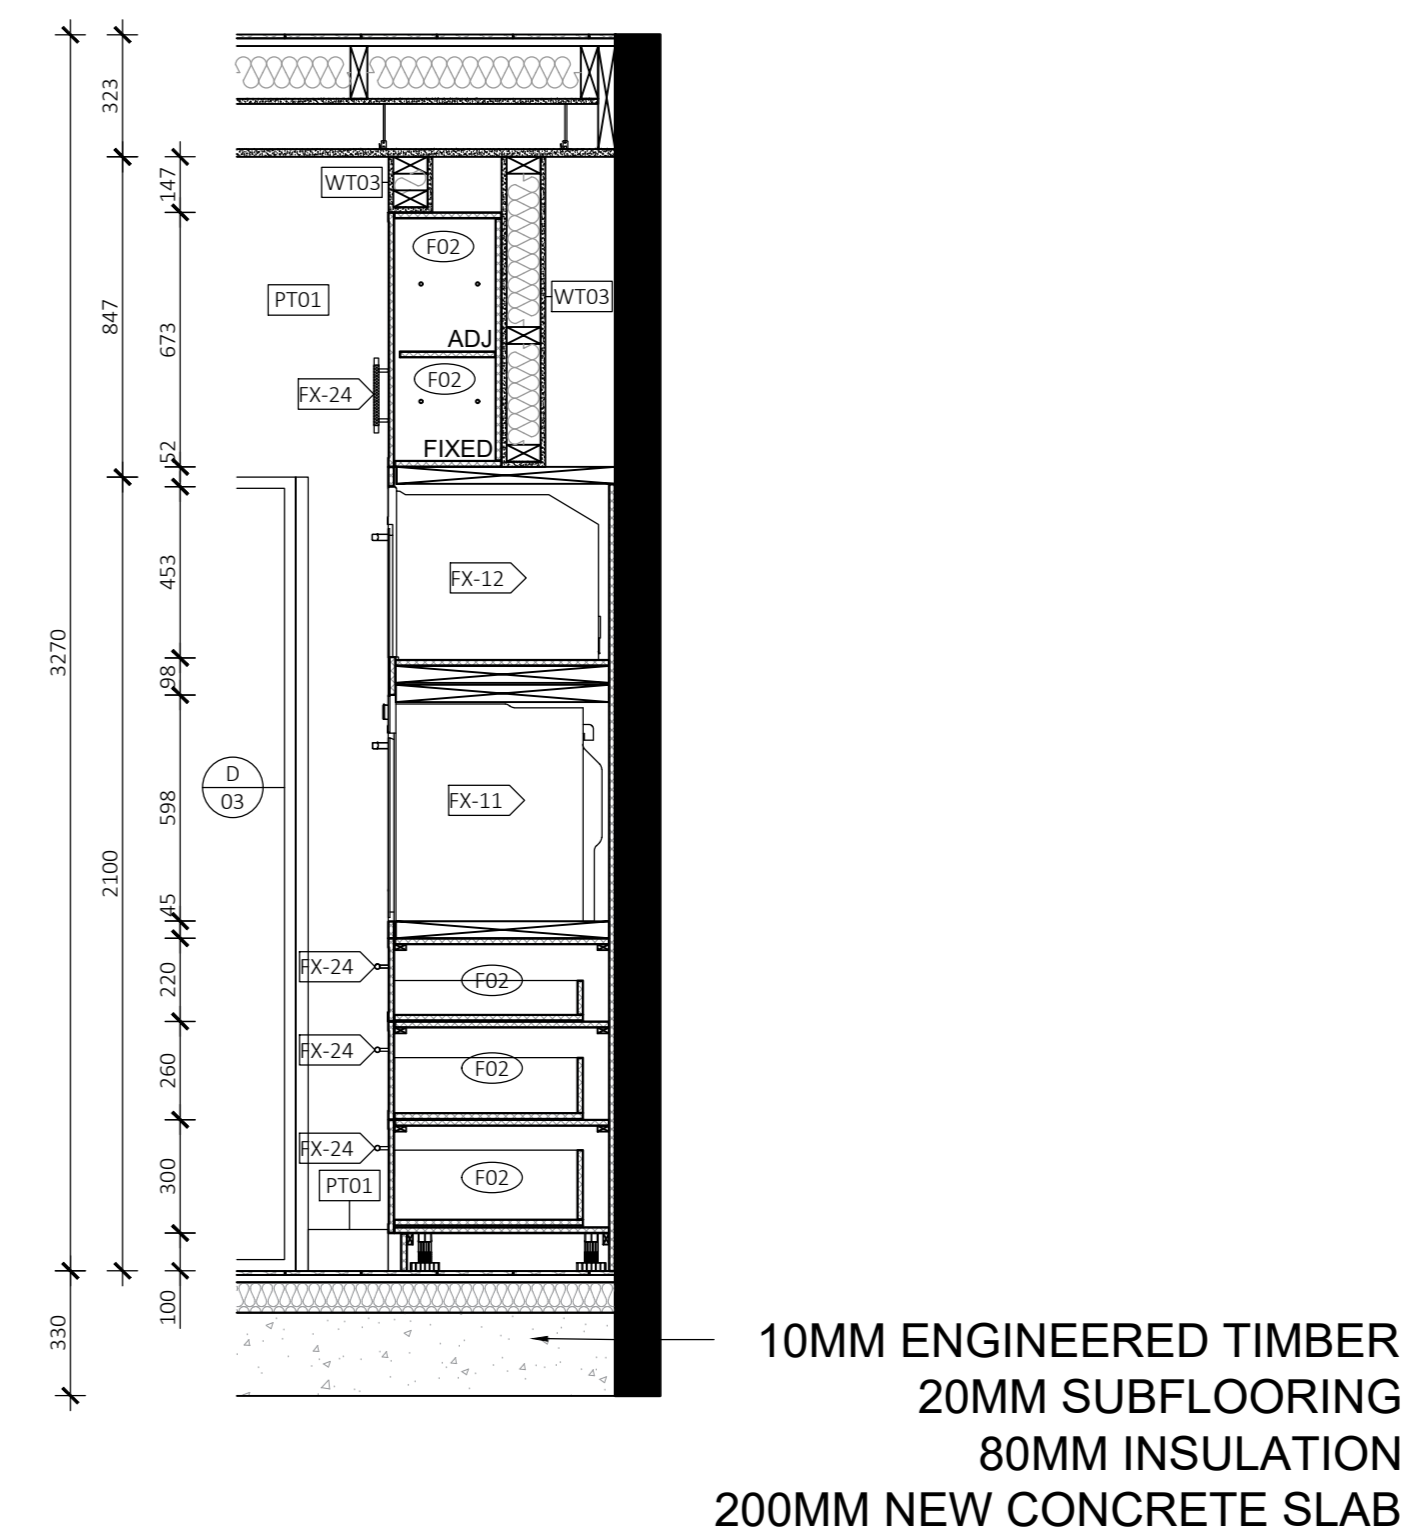 323
147
WT03
F02
PT01
WT03
847
673
ADJ
F02
FX-24
FIXED
52
453
FX-12
3270
98
D
03
598
FX-11
2100
45
FX-24
220
F02
FX-24
260
F02
FX-24
300
PT01
F02
100
330
10MM ENGINEERED TIMBER
20MM SUBFLOORING
80MM INSULATION
200MM NEW CONCRETE SLAB